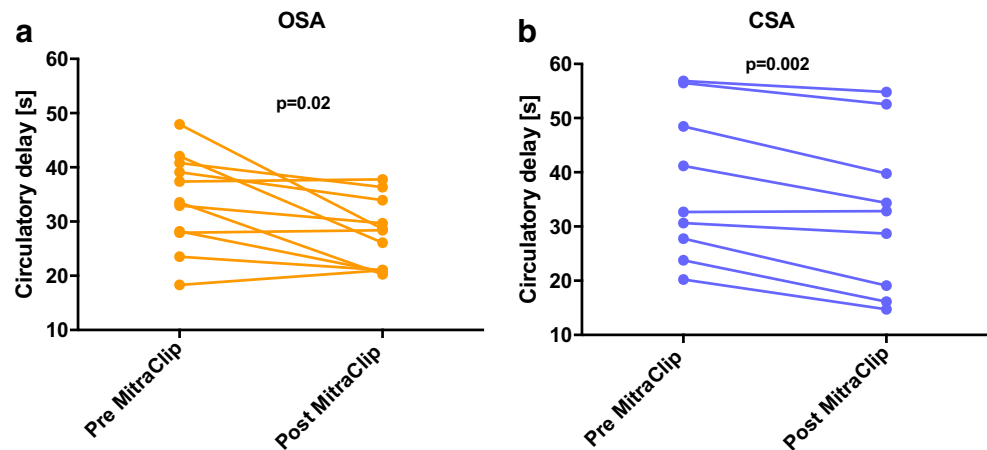 a
OSA
Circulatory delay [s]
60
50
40
30
20
10
p=0.02
Pre MitraClip
Post MitraClip
b
CSA
Circulatory delay [s]
60
50
40
30
20
10
p=0.002
Pre MitraClip
Post MitraClip